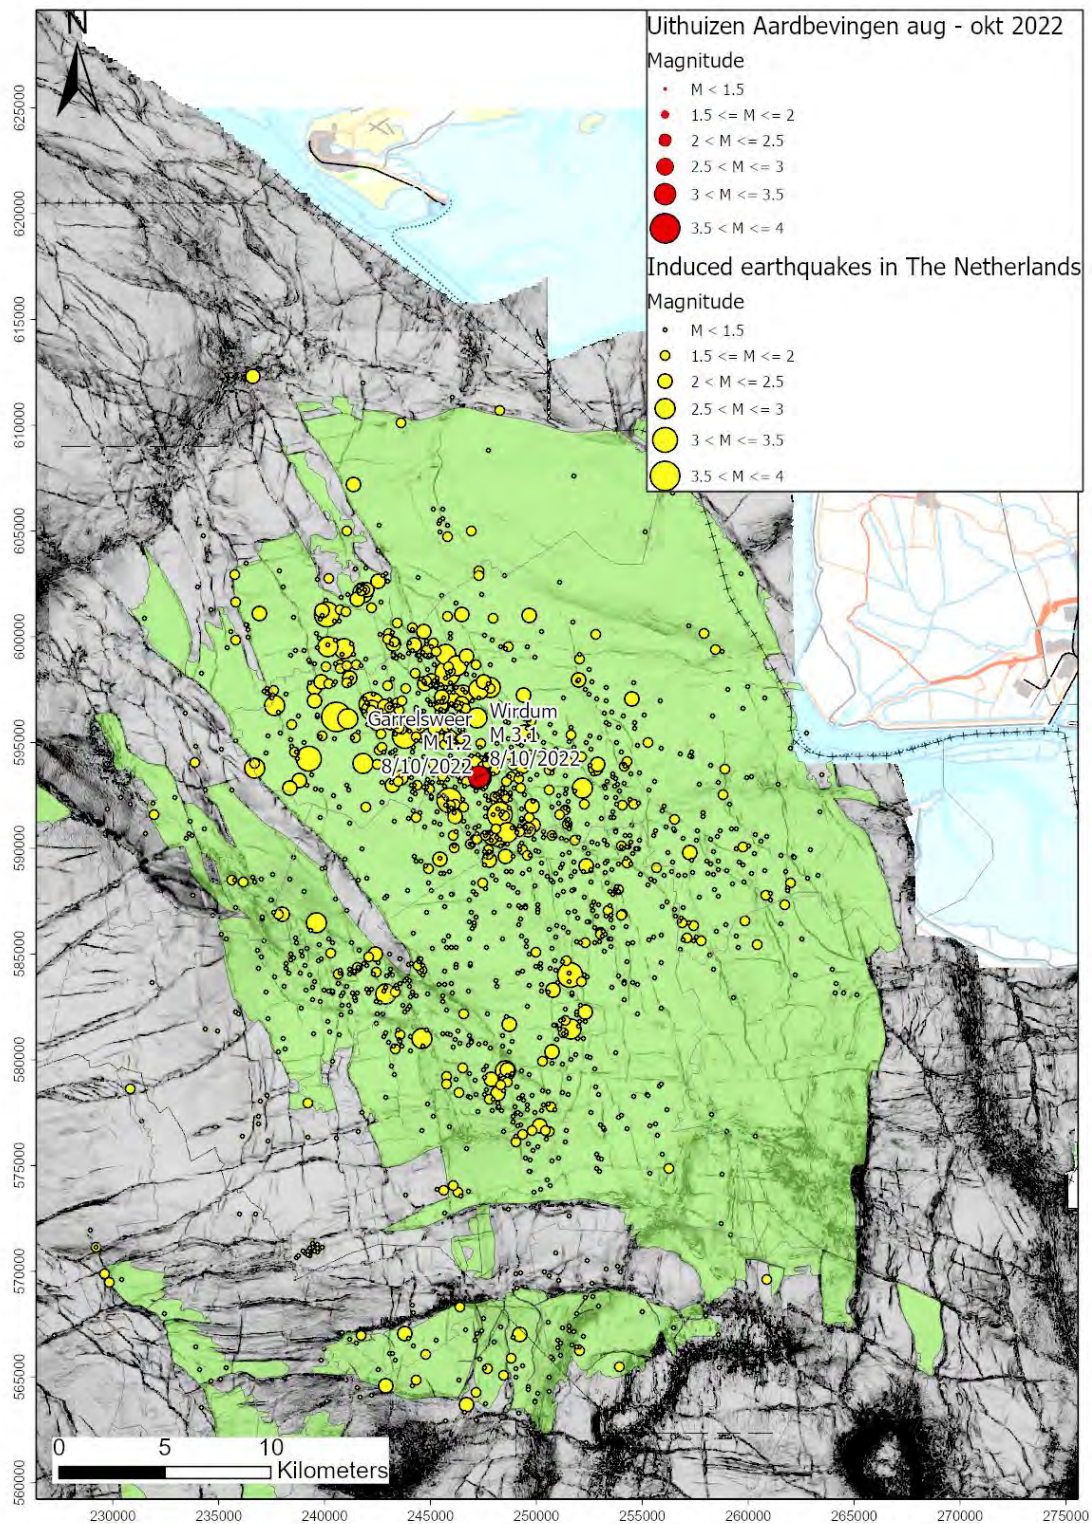 N
Uithuizen Aardbevingen aug - okt 2022
Magnitude
M < 1.5
1.5 <= M <= 2
2 < M <= 2.5
2.5 < M <= 3
3 < M <= 3.5
3.5 < M <= 4
Induced earthquakes in The Netherlands
Magnitude
M < 1.5
1.5 <= M <= 2
2 < M <= 2.5
2.5 < M <= 3
3 < M <= 3.5
3.5 < M <= 4
625000
620000
615000
610000
605000
600000
595000
590000
585000
580000
575000
570000
565000
560000
Garrelsweer
M 1.2
8/10/2022
Wirdum
M 3.1
8/10/2022
0 5 10
Kilometers
230000 235000 240000 245000 250000 255000 260000 265000 270000 275000